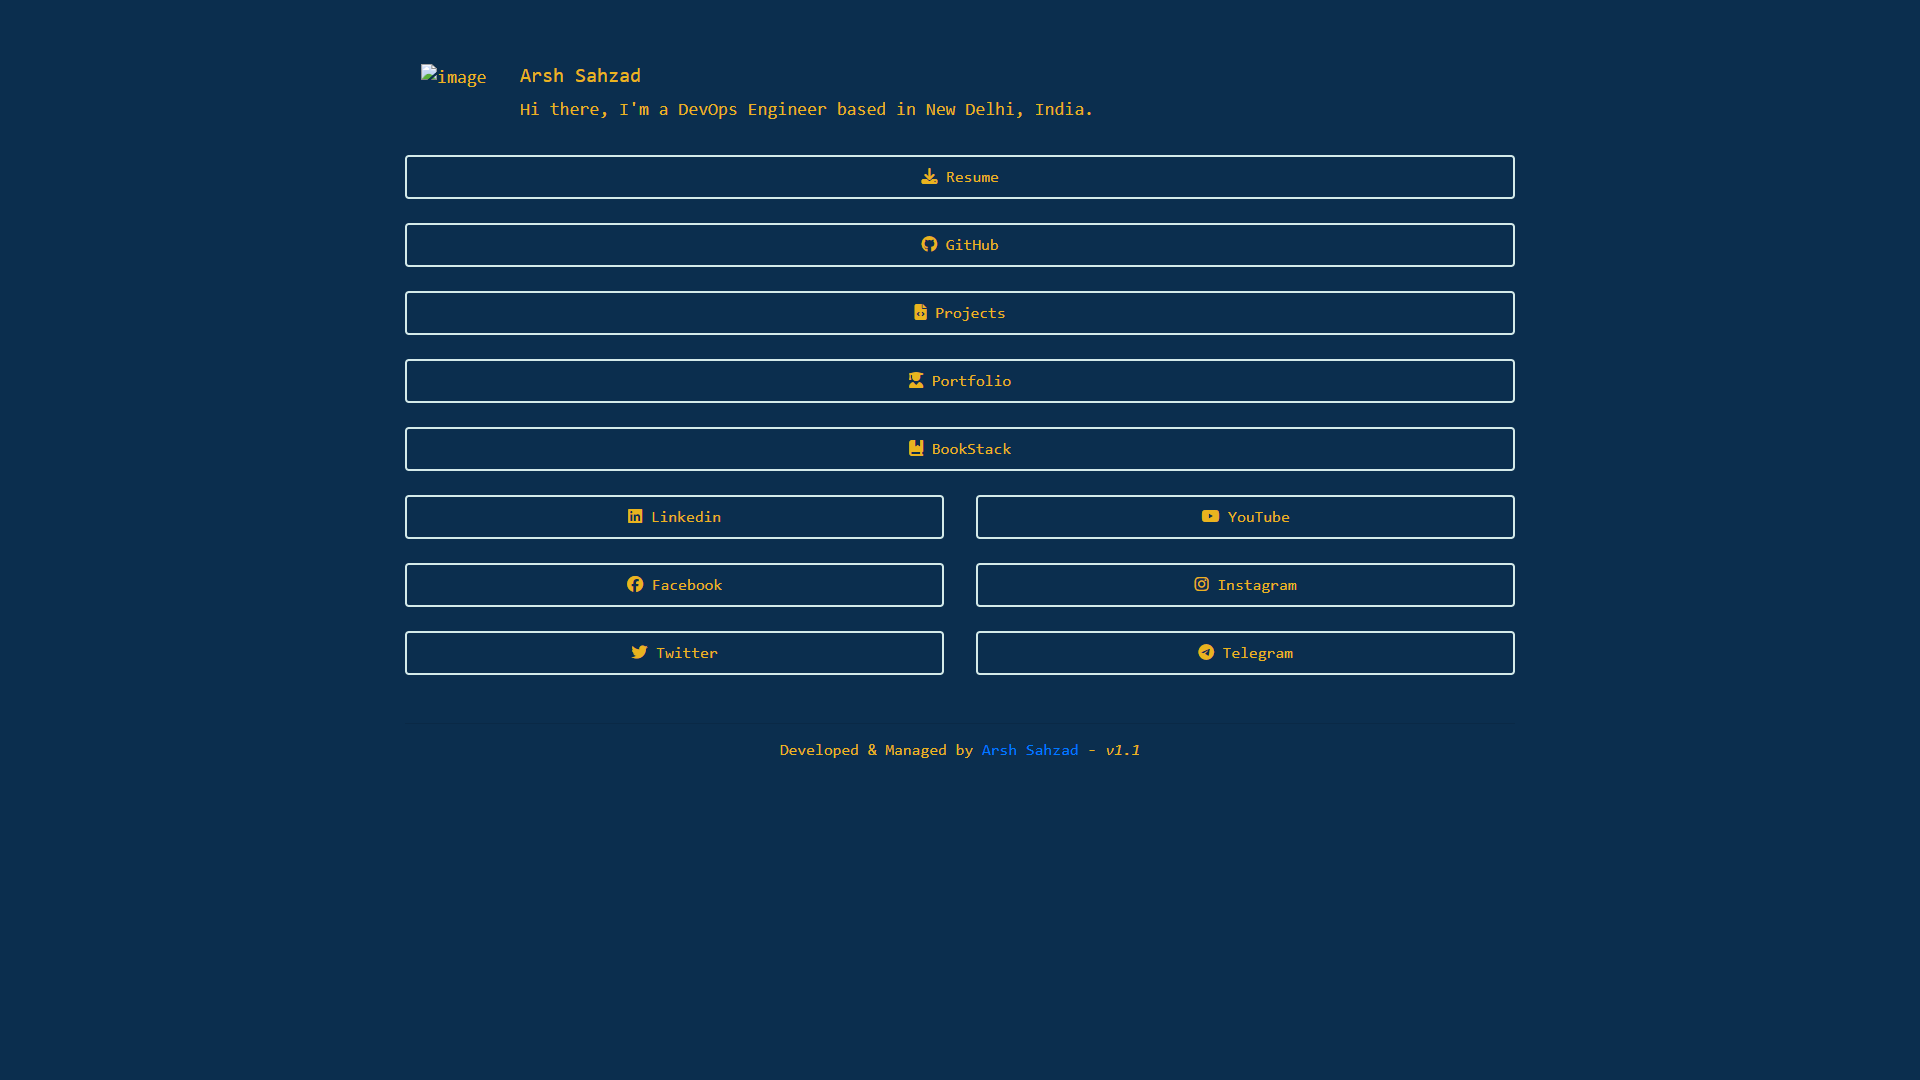 image
Arsh Sahzad
Hi there, I'm a DevOps Engineer based in New Delhi, India.
Resume
GitHub
Projects
Portfolio
BookStack
Linkedin
YouTube
Facebook
Instagram
Twitter
Telegram
Developed & Managed by Arsh Sahzad - v1.1